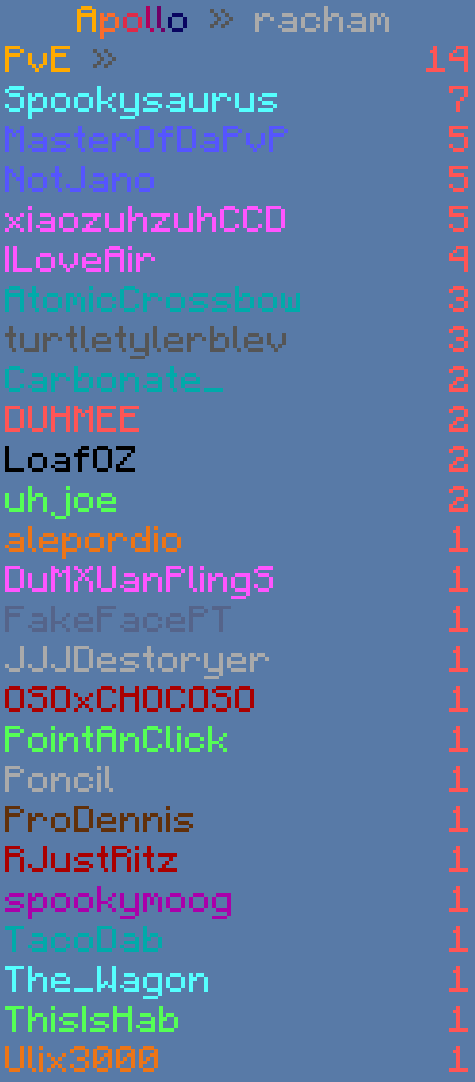 Apollo » racham
PvE » 14
Spookysaurus 7
MasterOfDaPvP 5
NotJano 5
xiaozuhzuhCCD 5
ILoveAir 4
AtomicCrossbow 3
turtletylerblev 3
Carbonate_ 2
DUHMEE 2
LoafOZ 2
uh_joe 2
alepordio 1
DuMXUanPlingS 1
FakeFacePT 1
JJJDestoryer 1
OSOxCHOCOSO 1
PointAnClick 1
Poncil 1
ProDennis 1
RJustRitz 1
spookymoog 1
TacoDab 1
The_Wagon 1
ThisIsHab 1
Ulix3000 1